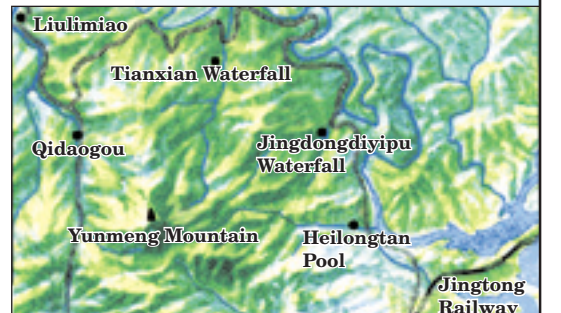 Liulimiao
Tianxian Waterfall
Qidaogou
Jingdongdiyipu
Waterfall
Yunmeng Mountain
Heilongtan
Pool
Jingtong
Railway